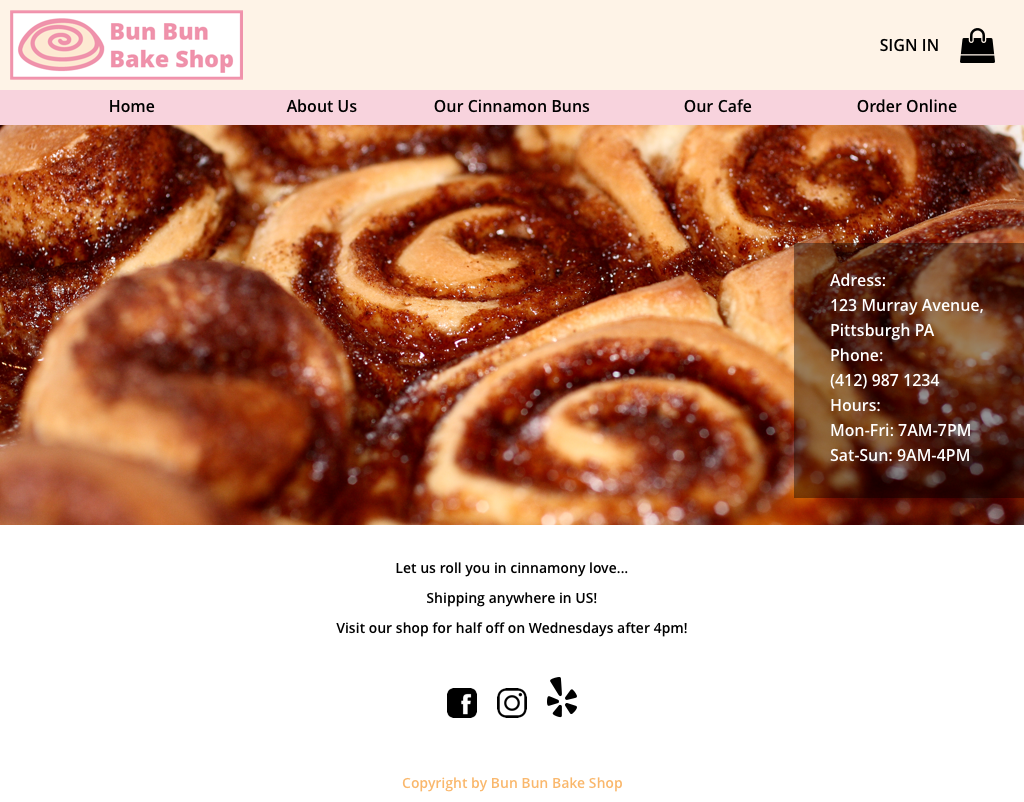 Bun Bun
Bake Shop
SIGN IN
Home
About Us
Our Cinnamon Buns
Our Cafe
Order Online
Adress:
123 Murray Avenue,
Pittsburgh PA
Phone:
(412) 987 1234
Hours:
Mon-Fri: 7AM-7PM
Sat-Sun: 9AM-4PM
Let us roll you in cinnamony love...
Shipping anywhere in US!
Visit our shop for half off on Wednesdays after 4pm!
Copyright by Bun Bun Bake Shop